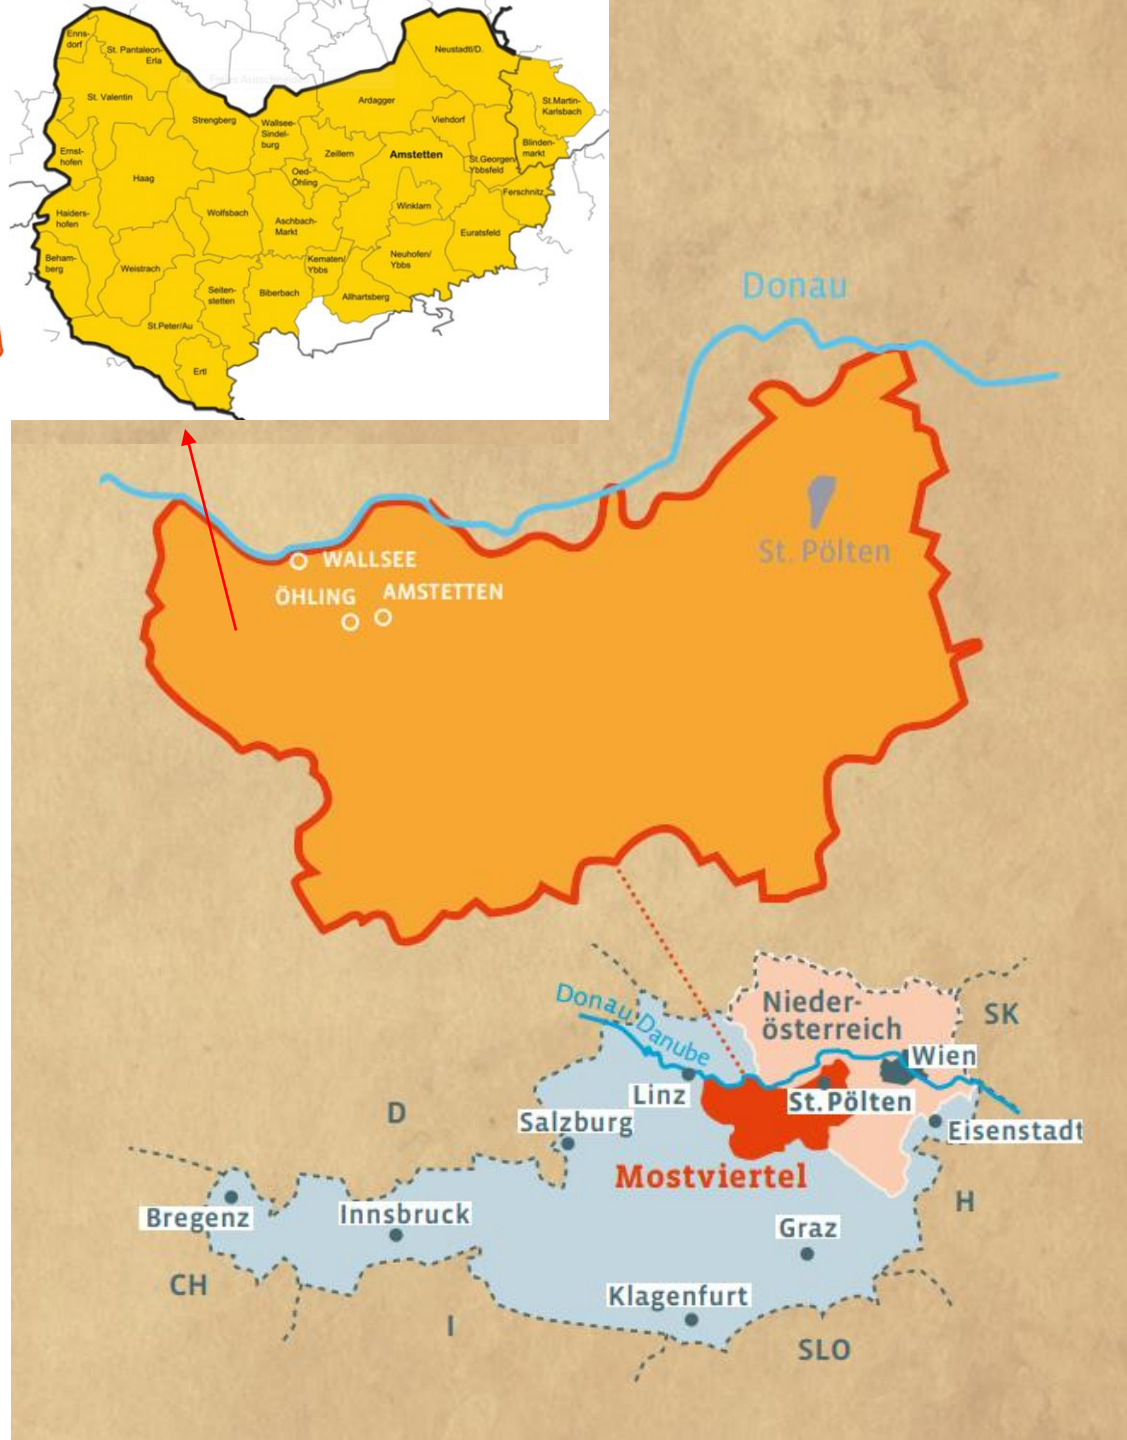 Enns-
dorf
St. Pantaleon-
Erla
Neustadtl/D.
St. Valentin
Strengberg
Ardagger
St.Martin-
Karlsbach
Wallsee-
Sindel-
burg
Viehdorf
Ernst-
hofen
Zeillern
Amstetten
Blinden-
markt
St.Georgen/
Ybbsfeld
Haag
Oed-
Öhling
Ferschnitz
Haiders-
hofen
Wolfsbach
Winklarn
Aschbach-
Markt
Euratsfeld
Beham-
berg
Weistrach
Kematen/
Ybbs
Neuhofen/
Ybbs
Seiten-
stetten
Biberbach
Allhartsberg
St.Peter/Au
Ertl
Donau
WALLSEE
ÖHLING
AMSTETTEN
St. Pölten
Donau Danube
Nieder-
österreich
SK
Wien
Linz
St.Pölten
D
Salzburg
Eisenstadt
Mostviertel
H
Bregenz
Innsbruck
Graz
CH
Klagenfurt
I
SLO